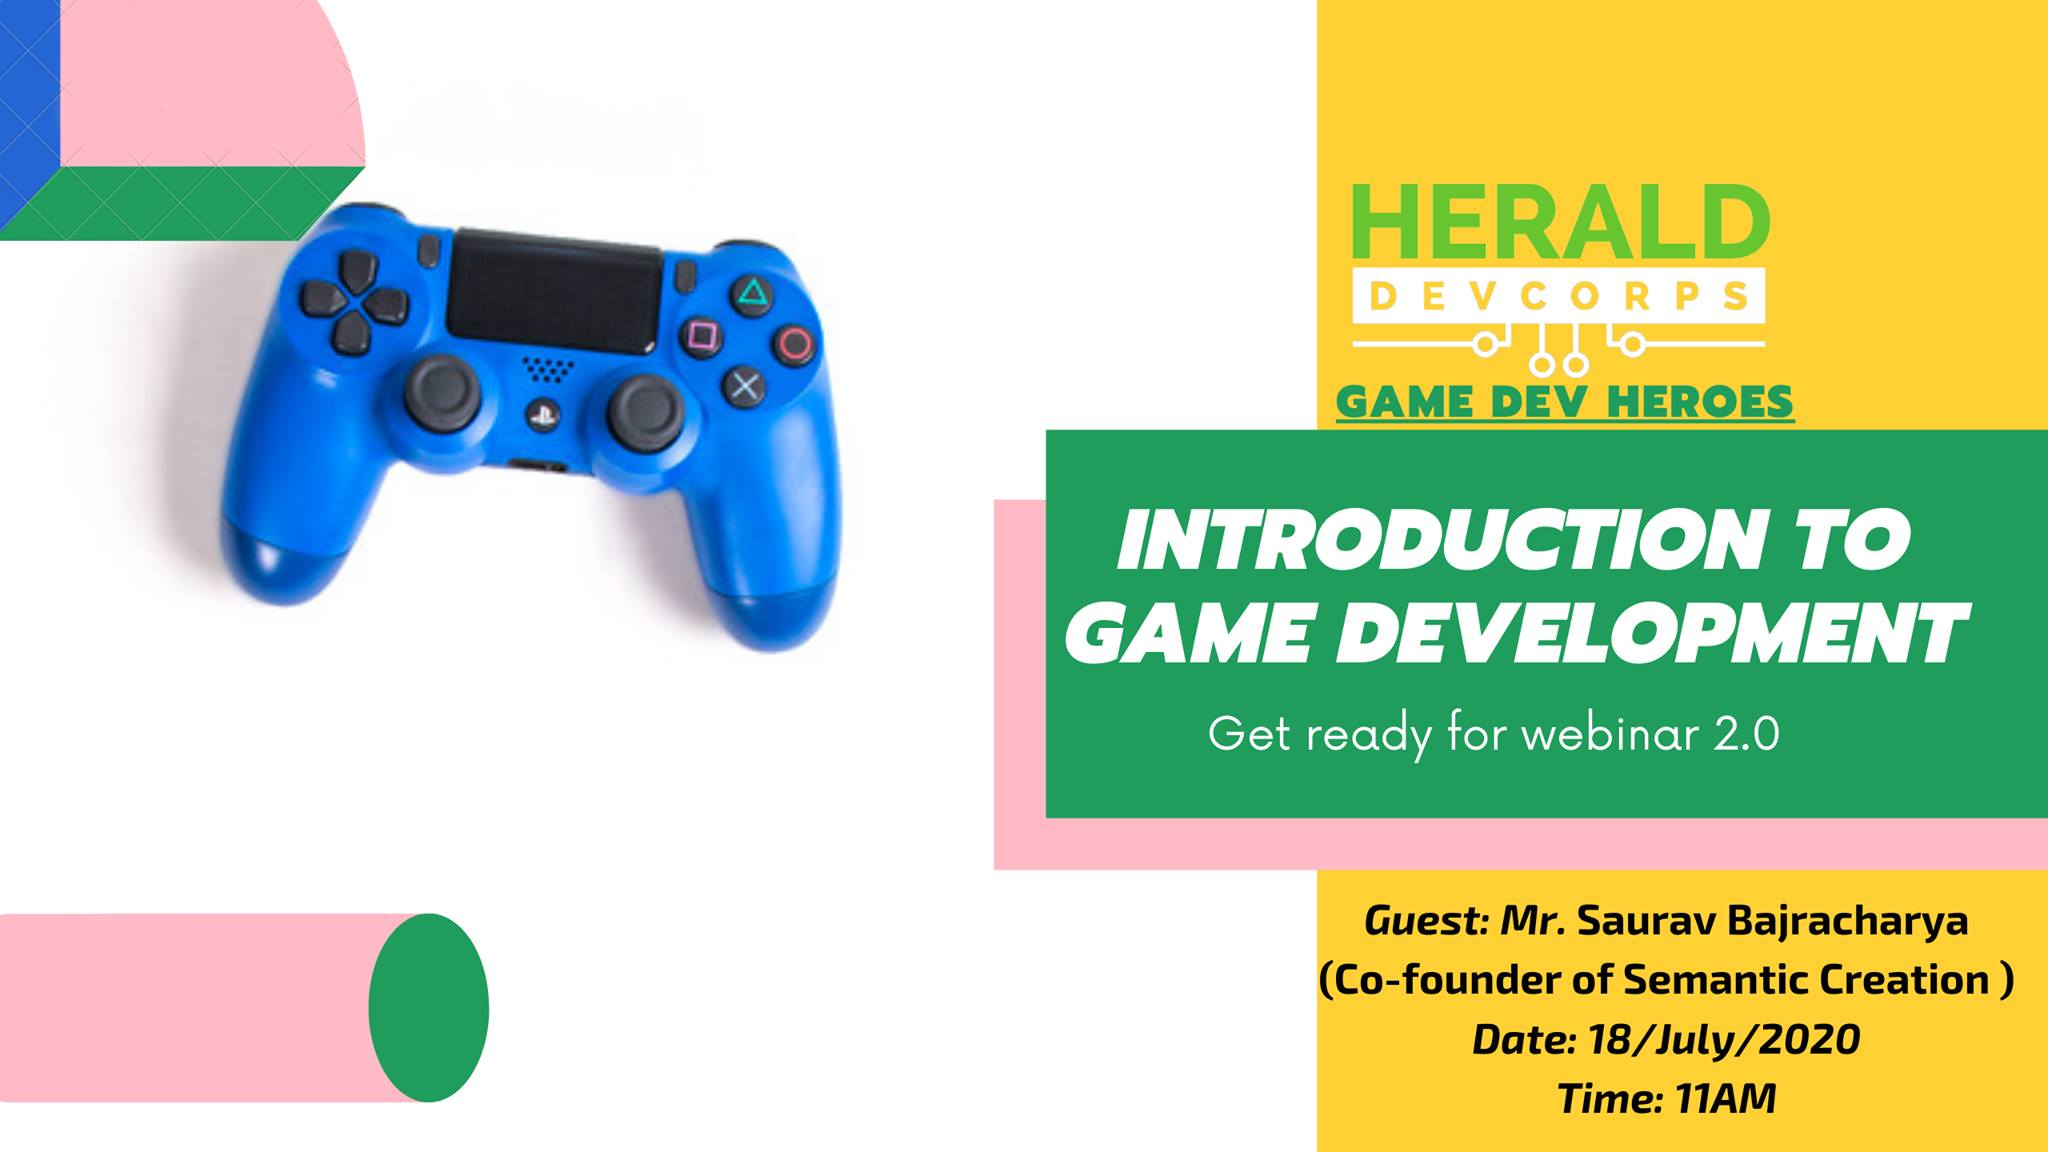 HERALD
DEVCORPS
GAME DEV HEROES
INTRODUCTION TO
GAME DEVELOPMENT
Get ready for webinar 2.0
Guest: Mr. Saurav Bajracharya
(Co-founder of Semantic Creation )
Date: 18/July/2020
Time: 11AM